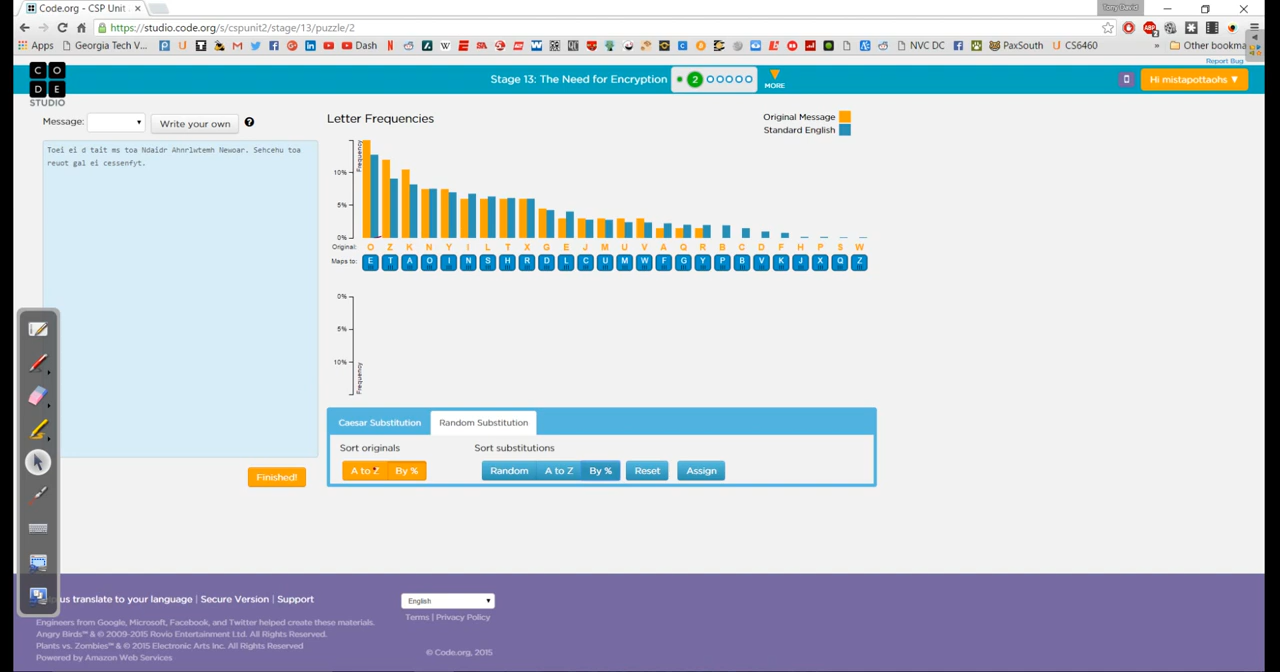 Code.org - CSP Unit
Tony David
https://studio.code.org/s/cspunit2/stage/13/puzzle/2
Apps Georgia Tech V... Dash NVC DC PaxSouth CS6460 » Other bookma
Report Bug
C O D E
STUDIO
Stage 13: The Need for Encryption 2 MORE
Hi mistapottaohs ▼
Message: Write your own
Letter Frequencies
Original Message
Standard English
Toei ei d tait ms toa Ndaidr Ahnrlwtemh Newoar. Sehcehu toa
reuot gal ei cessenfyt.
Frequency
10%
5%
0%
Original: O Z K N Y I L T X G E J M U V A Q R B C D F H P S W
Maps to: E T A O I N S H R D L C U M W F G Y P B V K J X Q Z
0%
5%
10%
Frequency
Caesar Substitution Random Substitution
Sort originals Sort substitutions
A to Z By % Random A to Z By % Reset Assign
Finished!
us translate to your language | Secure Version | Support
English
Terms | Privacy Policy
Engineers from Google, Microsoft, Facebook, and Twitter helped create these materials.
Angry Birds™ & © 2009-2015 Rovio Entertainment Ltd. All Rights Reserved.
Plants vs. Zombies™ & © 2015 Electronic Arts Inc. All Rights Reserved.
Powered by Amazon Web Services
© Code.org, 2015